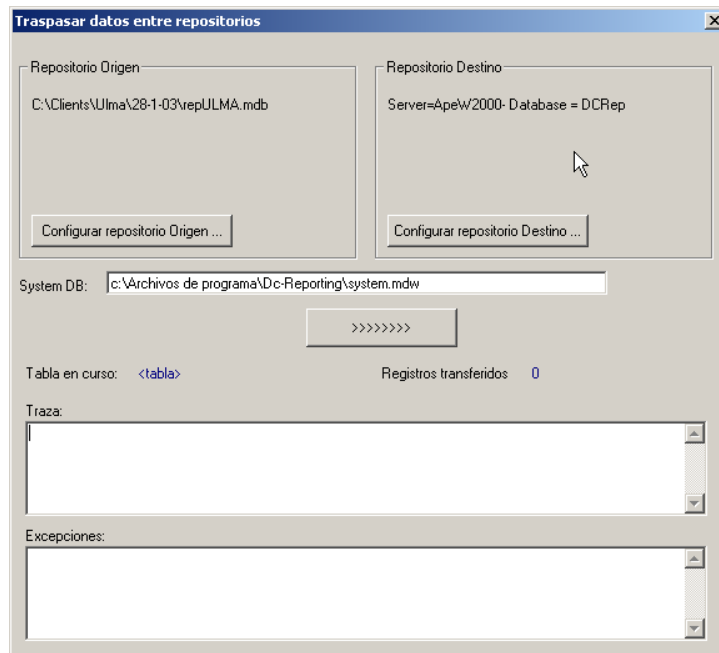 Traspasar datos entre repositorios
Repositorio Origen
C:\Clients\Ulma\28-1-03\repULMA.mdb
Configurar repositorio Origen ...
Repositorio Destino
Server=ApeW2000- Database = DCRep
Configurar repositorio Destino ...
System DB: c:\Archivos de programa\Dc-Reporting\system.mdw
>>>>>>>>
Tabla en curso: <tabla> Registros transferidos 0
Traza:
Excepciones: